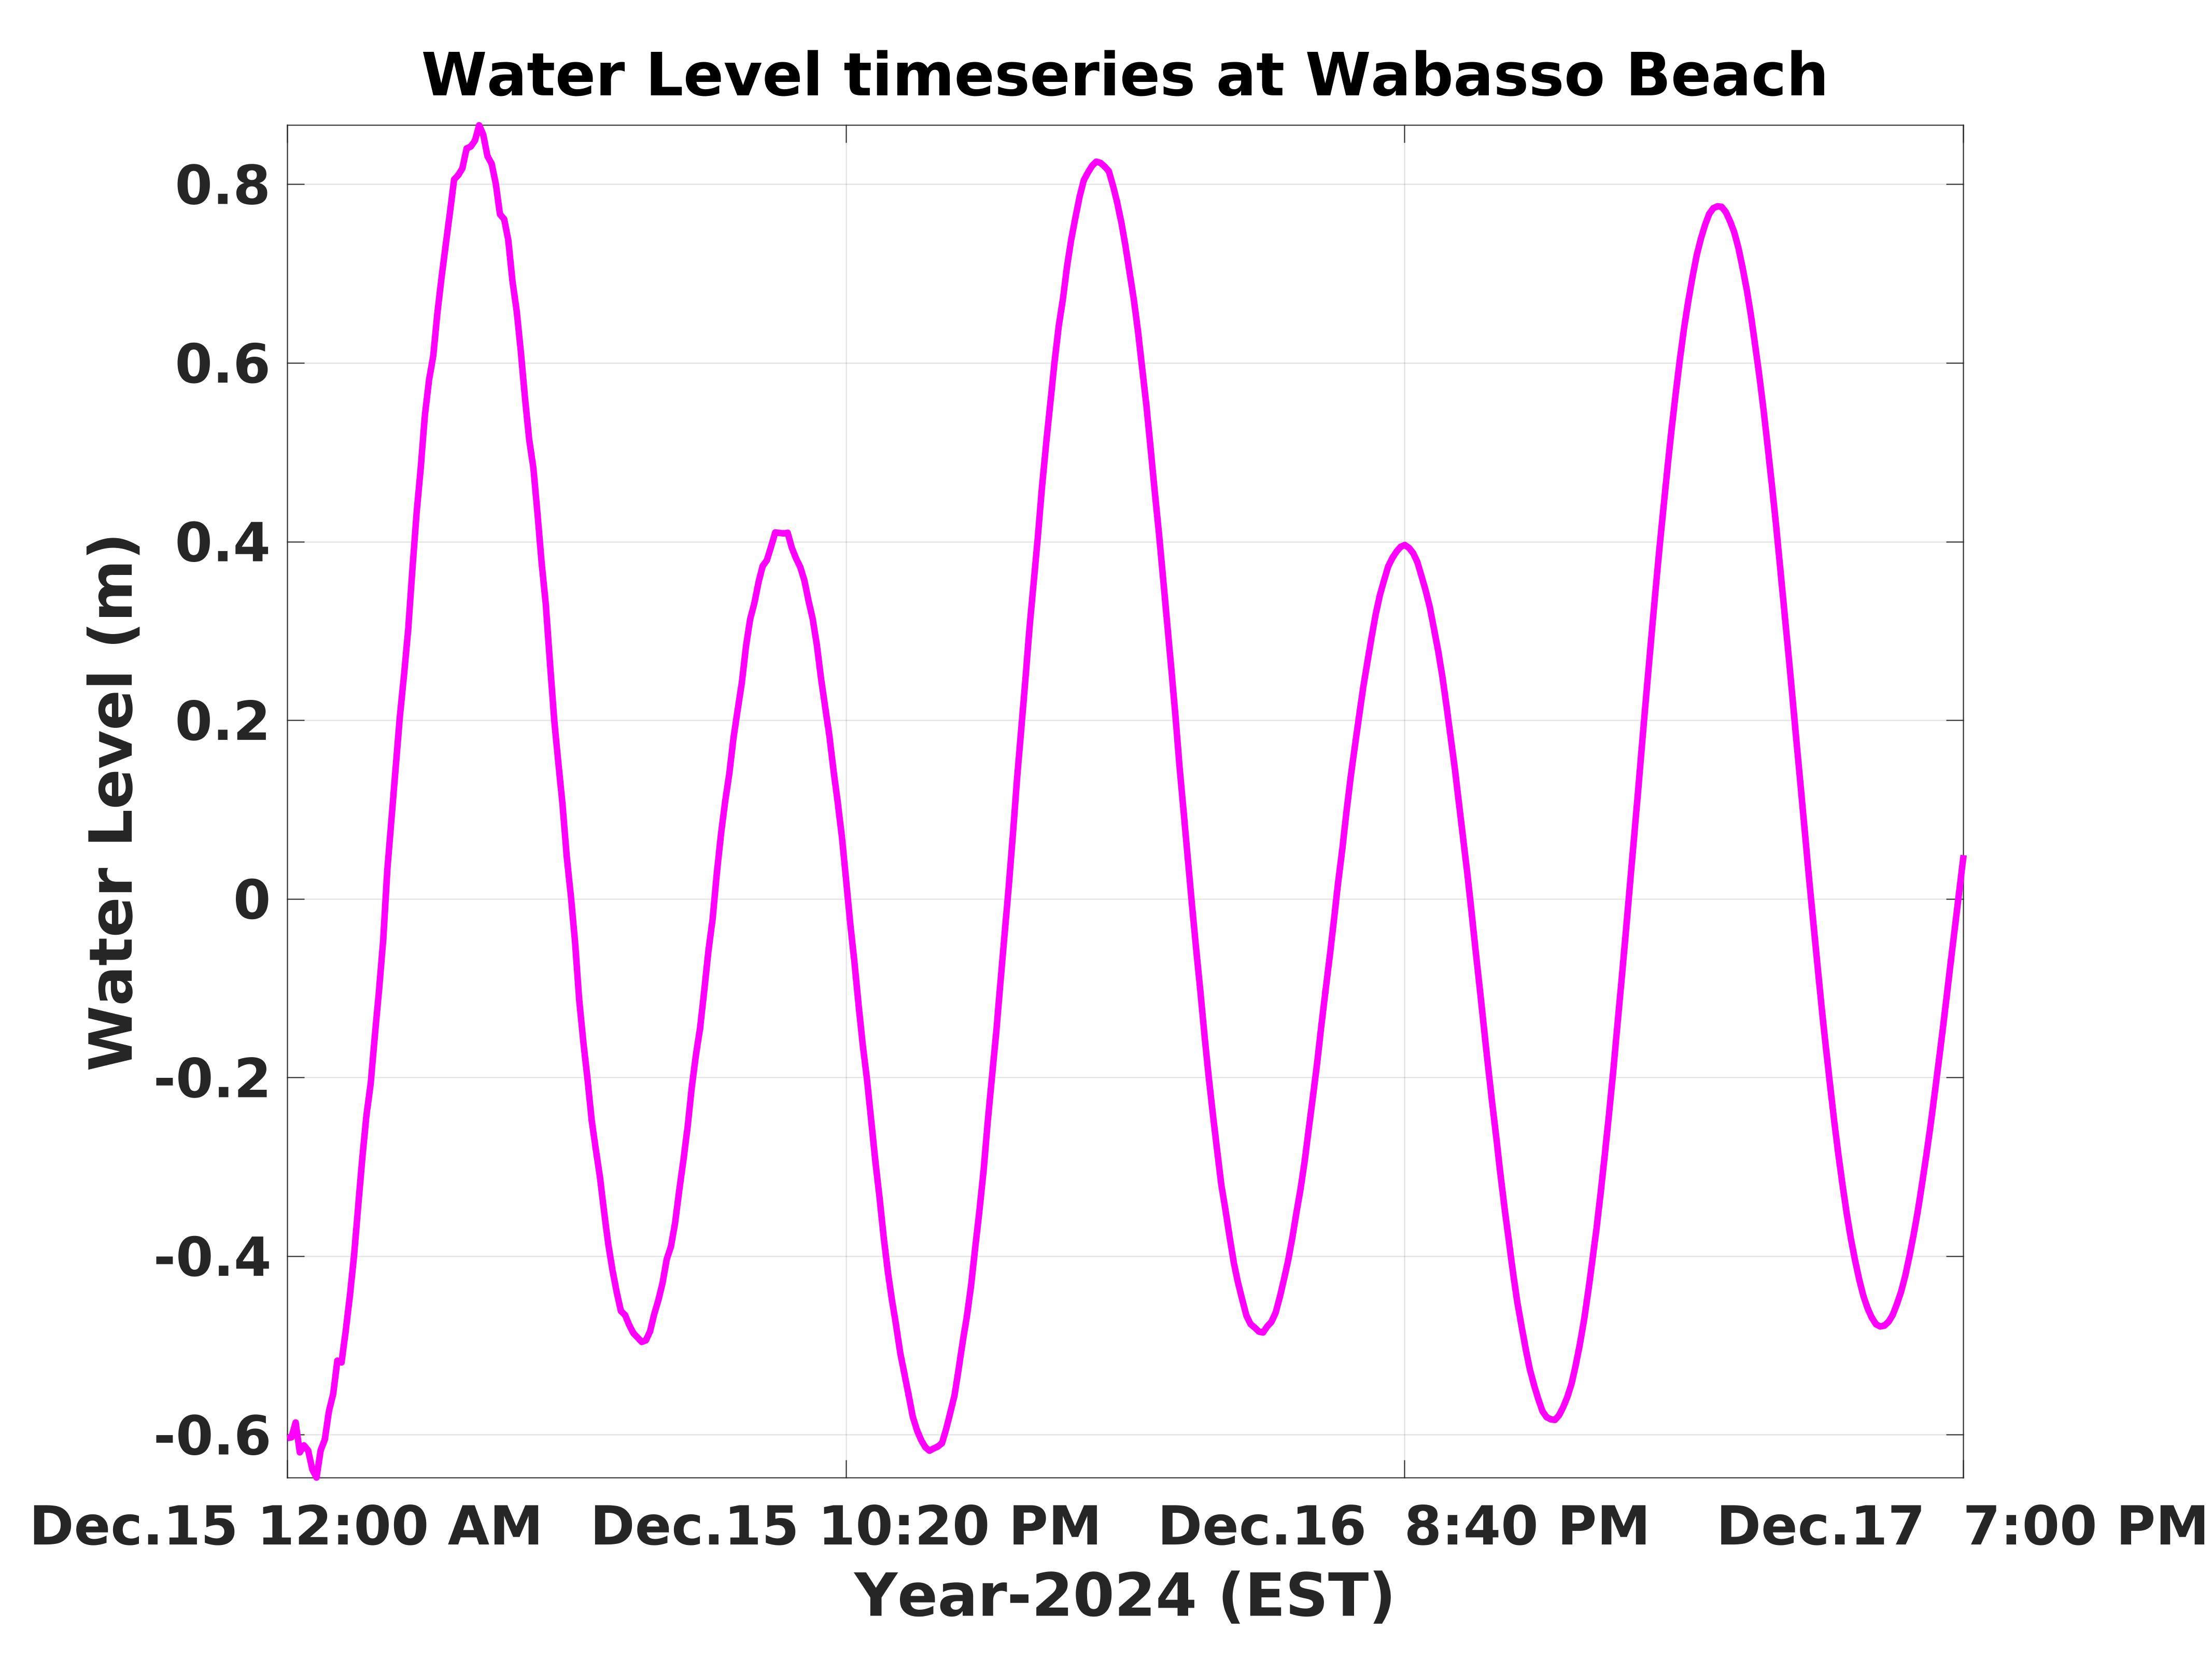 Water Level timeseries at Wabasso Beach
Water Level (m)
0.8
0.6
0.4
0.2
0
-0.2
-0.4
-0.6
Dec.15 12:00 AM Dec.15 10:20 PM Dec.16 8:40 PM Dec.17 7:00 PM
Year-2024 (EST)